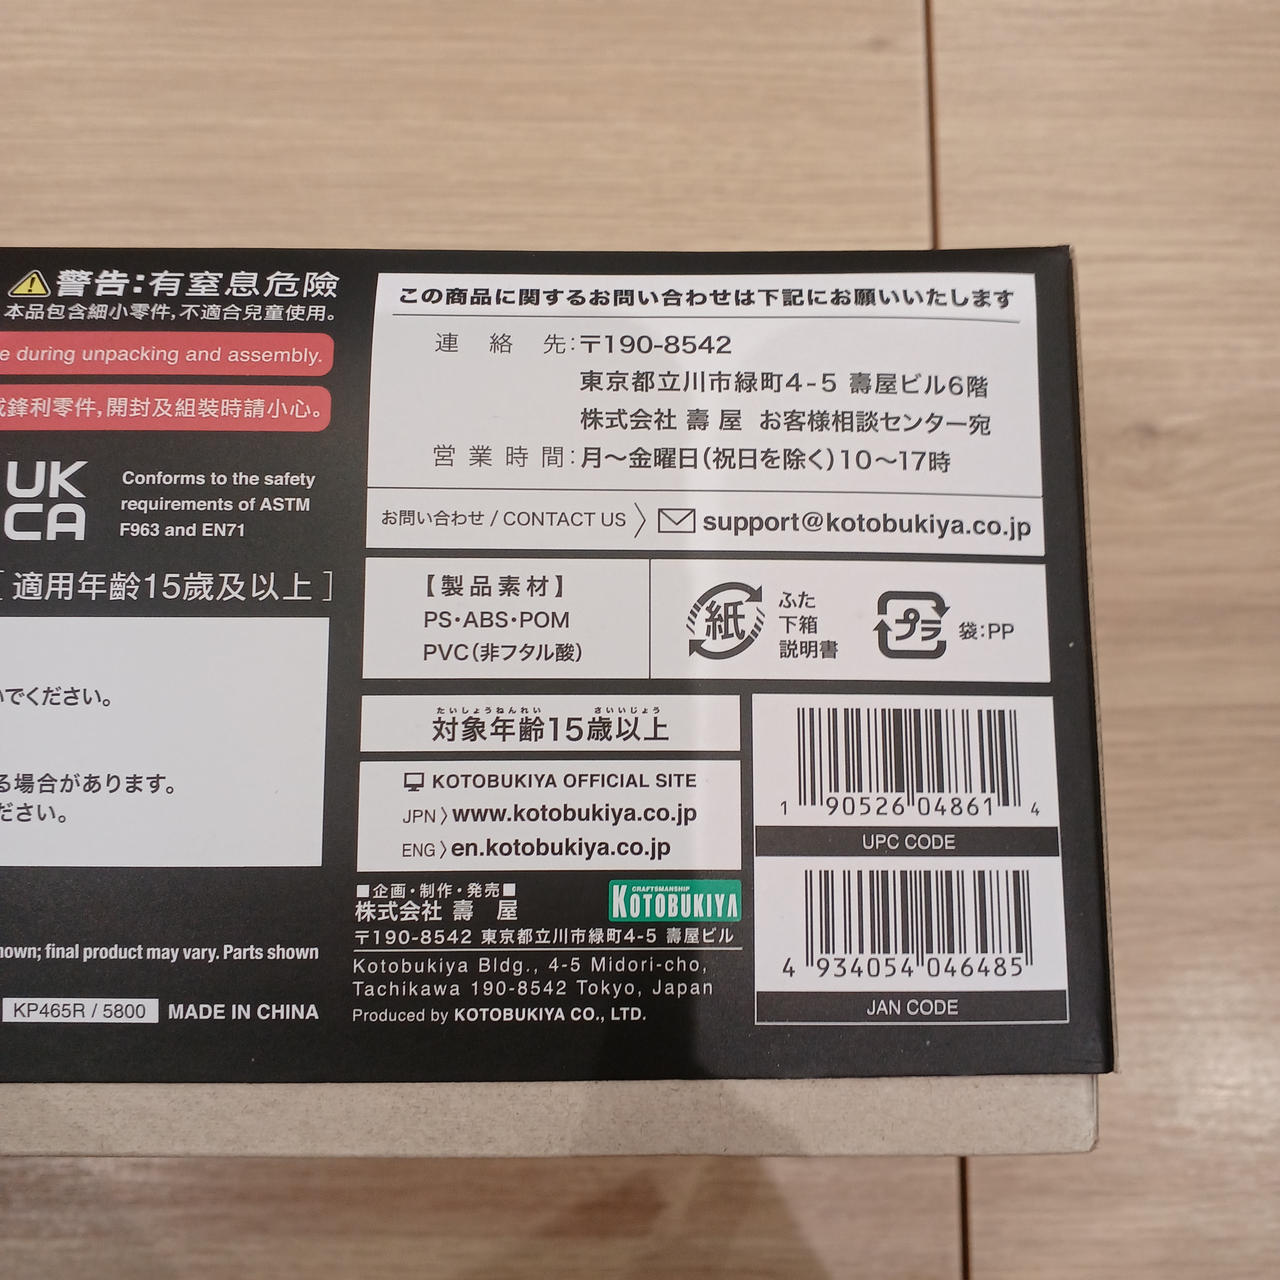 警告:有窒息危險
本品包含細小零件,不適合兒童使用。
e during unpacking and assembly.
鋒利零件,開封及組裝時請小心。
UK
CA
Conforms to the safety
requirements of ASTM
F963 and EN71
[適用年齡15歲及以上]
でください。
る場合があります。
ださい。
own; final product may vary. Parts shown
KP465R / 5800 MADE IN CHINA
この商品に関するお問い合わせは下記にお願いいたします
連絡先:〒190-8542
東京都立川市緑町4-5 壽屋ビル6階
株式会社 壽屋 お客様相談センター宛
営業時間:月〜金曜日(祝日を除く)10〜17時
お問い合わせ / CONTACT US 〉 support@kotobukiya.co.jp
【製品素材】
PS・ABS・POM
PVC(非フタル酸)
紙
ふた
下箱
説明書
プラ
袋:PP
たいしょうねんれい さいいじょう
対象年齢15歳以上
KOTOBUKIYA OFFICIAL SITE
JPN 〉www.kotobukiya.co.jp
ENG 〉en.kotobukiya.co.jp
■企画・制作・発売■
株式会社 壽 屋
CRAFTSMANSHIP
KOTOBUKIYA
〒190-8542 東京都立川市緑町4-5 壽屋ビル
Kotobukiya Bldg., 4-5 Midori-cho,
Tachikawa 190-8542 Tokyo, Japan
Produced by KOTOBUKIYA CO., LTD.
1 90526 04861 4
UPC CODE
4 934054 046485
JAN CODE